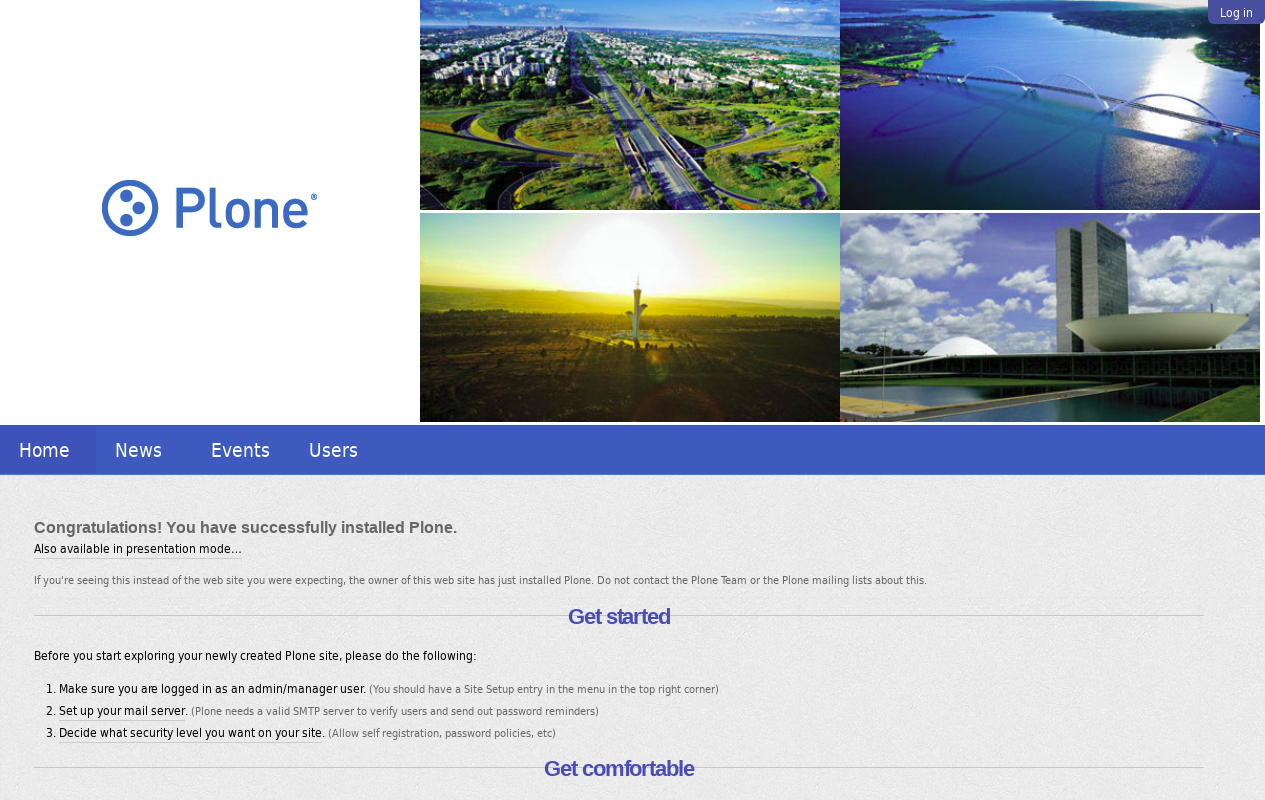 Log in
Plone®
Home News Events Users
Congratulations! You have successfully installed Plone.
Also available in presentation mode…
If you're seeing this instead of the web site you were expecting, the owner of this web site has just installed Plone. Do not contact the Plone Team or the Plone mailing lists about this.
Get started
Before you start exploring your newly created Plone site, please do the following:
1. Make sure you are logged in as an admin/manager user. (You should have a Site Setup entry in the menu in the top right corner)
2. Set up your mail server. (Plone needs a valid SMTP server to verify users and send out password reminders)
3. Decide what security level you want on your site. (Allow self registration, password policies, etc)
Get comfortable